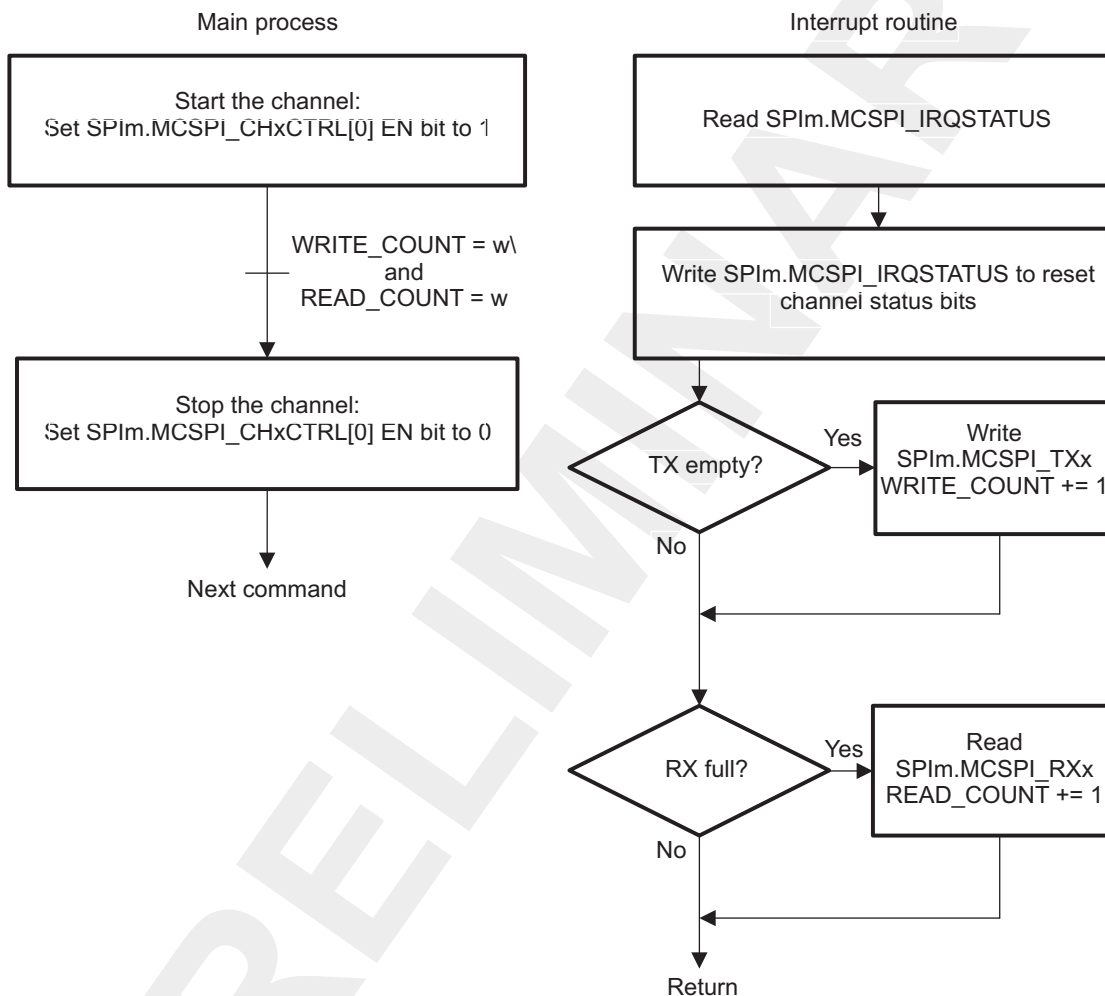 Main process
Start the channel:
Set SPIm.MCSPI_CHxCTRL[0] EN bit to 1
WRITE_COUNT = w\
and
READ_COUNT = w
Stop the channel:
Set SPIm.MCSPI_CHxCTRL[0] EN bit to 0
Next command
Interrupt routine
Read SPIm.MCSPI_IRQSTATUS
Write SPIm.MCSPI_IRQSTATUS to reset
channel status bits
TX empty?
Yes
Write
SPIm.MCSPI_TXx
WRITE_COUNT += 1
No
RX full?
Yes
Read
SPIm.MCSPI_RXx
READ_COUNT += 1
No
Return
RELIMINAR